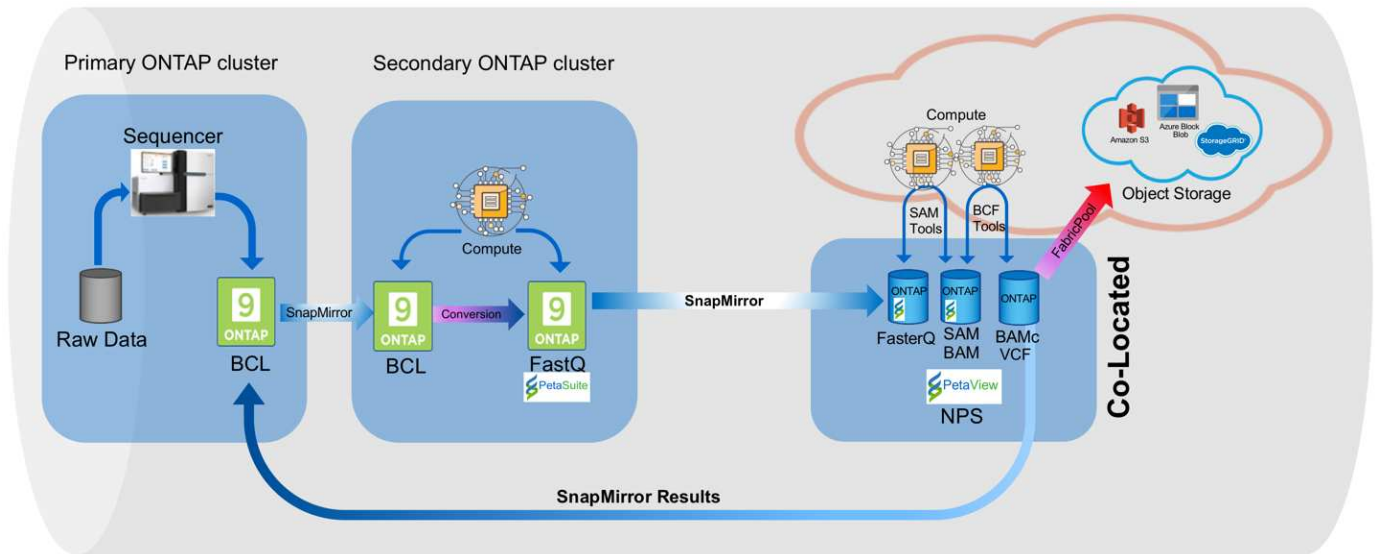 Primary ONTAP cluster
Sequencer
Raw Data
9
ONTAP
BCL
SnapMirror
Secondary ONTAP cluster
Compute
9
ONTAP
BCL
Conversion
9
ONTAP
FastQ
PetaSuite
SnapMirror
Compute
SAM
Tools
BCF
Tools
Amazon S3
Azure Block
Blob
StorageGRID
Object Storage
FabricPool
ONTAP
FasterQ
ONTAP
SAM
BAM
ONTAP
BAMc
VCF
PetaView
NPS
Co-Located
SnapMirror Results